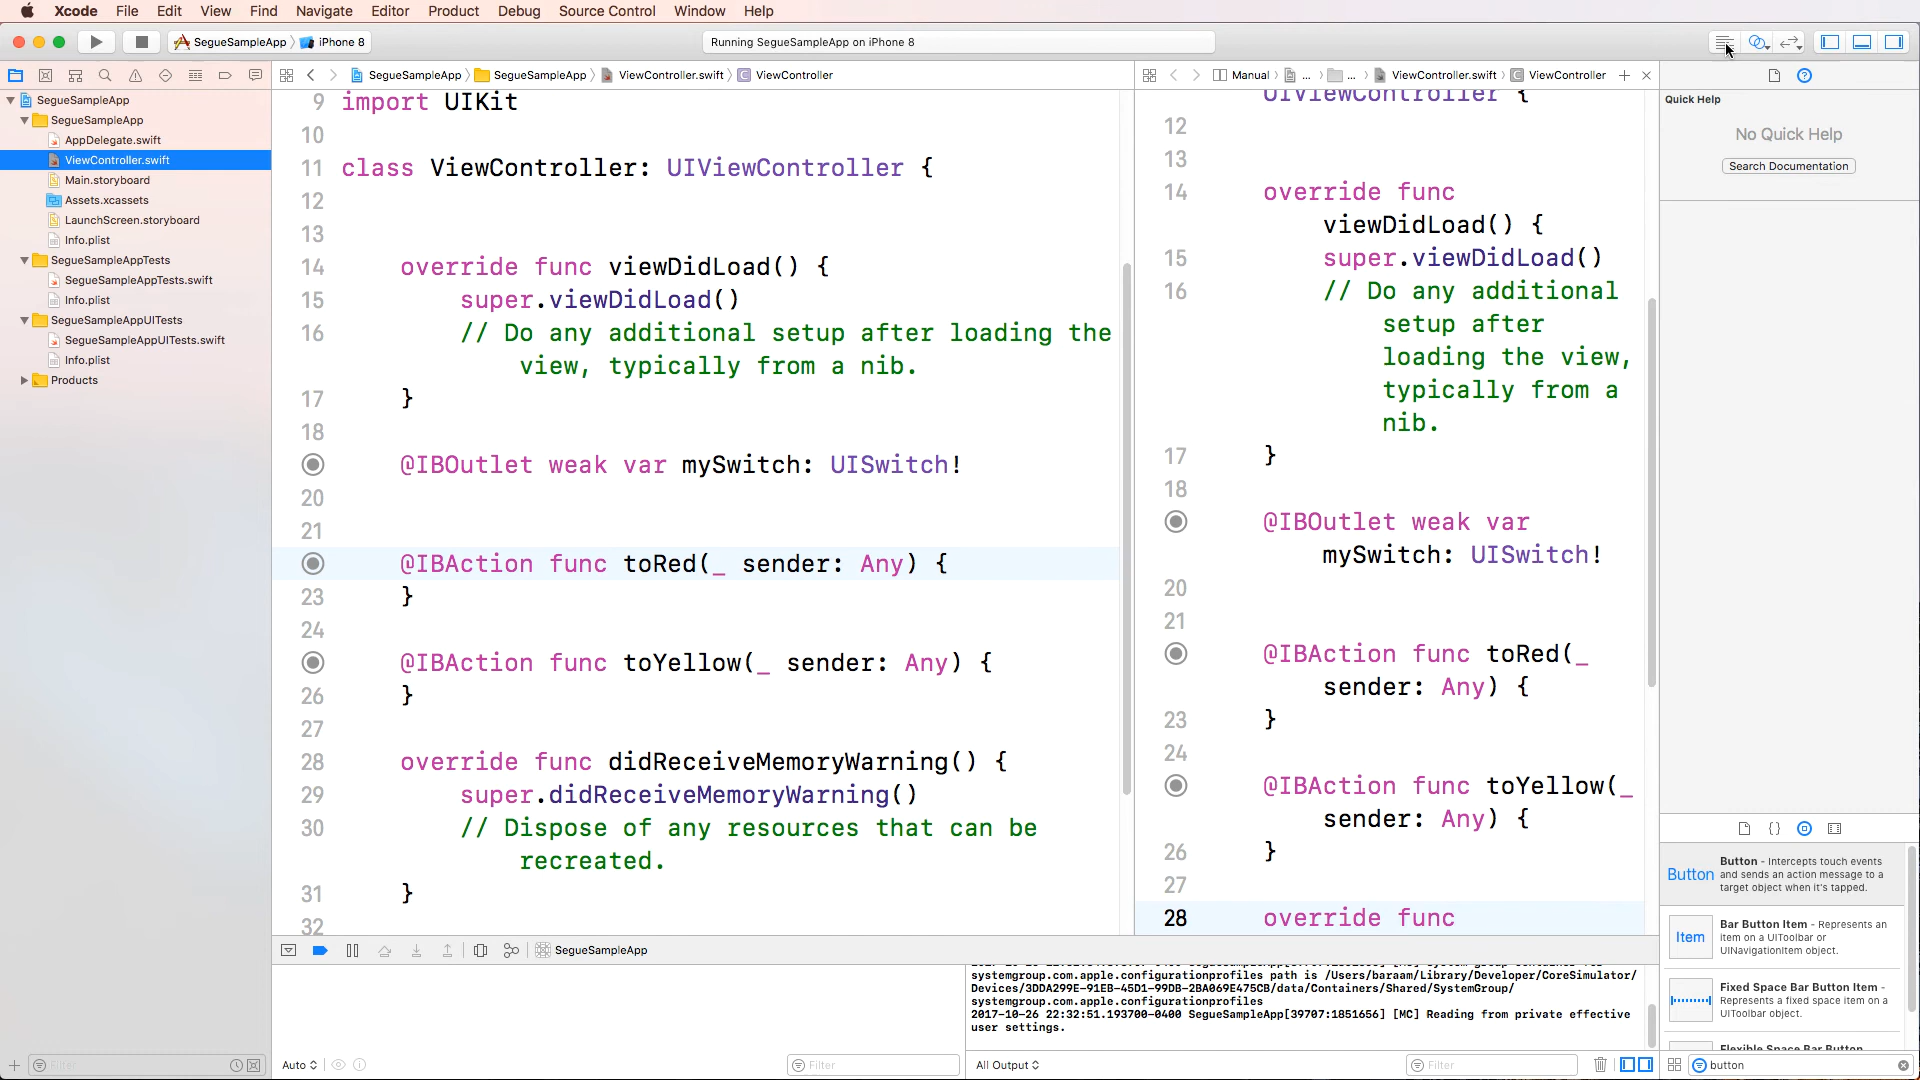 Xcode File Edit View Find Navigate Editor Product Debug Source Control Window Help
SegueSampleApp iPhone 8
Running SegueSampleApp on iPhone 8
SegueSampleApp SegueSampleApp ViewController.swift ViewController
Manual ... ... ViewController.swift ViewController
SegueSampleApp
SegueSampleApp
AppDelegate.swift
ViewController.swift
Main.storyboard
Assets.xcassets
LaunchScreen.storyboard
Info.plist
SegueSampleAppTests
SegueSampleAppTests.swift
Info.plist
SegueSampleAppUITests
SegueSampleAppUITests.swift
Info.plist
Products
Filter
9 import UIKit
10
11 class ViewController: UIViewController {
12
13
14 override func viewDidLoad() {
15 super.viewDidLoad()
16 // Do any additional setup after loading the
view, typically from a nib.
17 }
18
@IBOutlet weak var mySwitch: UISwitch!
20
21
@IBAction func toRed(_ sender: Any) {
23 }
24
@IBAction func toYellow(_ sender: Any) {
26 }
27
28 override func didReceiveMemoryWarning() {
29 super.didReceiveMemoryWarning()
30 // Dispose of any resources that can be
recreated.
31 }
32
UIViewController {
12
13
14 override func
viewDidLoad() {
15 super.viewDidLoad()
16 // Do any additional
setup after
loading the view,
typically from a
nib.
17 }
18
@IBOutlet weak var
mySwitch: UISwitch!
20
21
@IBAction func toRed(_
sender: Any) {
23 }
24
@IBAction func toYellow(_
sender: Any) {
26 }
27
28 override func
SegueSampleApp
systemgroup.com.apple.configurationprofiles path is /Users/baraam/Library/Developer/CoreSimulator/
Devices/3DDA299E-91EB-45D1-99DB-2BA069E475CB/data/Containers/Shared/SystemGroup/
systemgroup.com.apple.configurationprofiles
2017-10-26 22:32:51.193700-0400 SegueSampleApp[39707:1851656] [MC] Reading from private effective
user settings.
Auto
Filter
All Output
Filter
Quick Help
No Quick Help
Search Documentation
Button
Button - Intercepts touch events
and sends an action message to a
target object when it's tapped.
Item
Bar Button Item - Represents an
item on a UIToolbar or
UINavigationItem object.
Fixed Space Bar Button Item -
Represents a fixed space item on a
UIToolbar object.
Flexible Space Bar Button
button